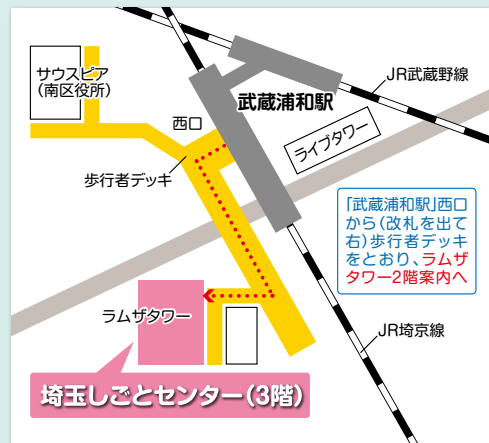 サウスピア
(南区役所)
JR武蔵野線
武蔵浦和駅
西口
ライブタワー
歩行者デッキ
「武蔵浦和駅」西口
から(改札を出て
右)歩行者デッキ
をとおり、ラムザ
タワー2階案内へ
ラムザタワー
JR埼京線
埼玉しごとセンター(3階)